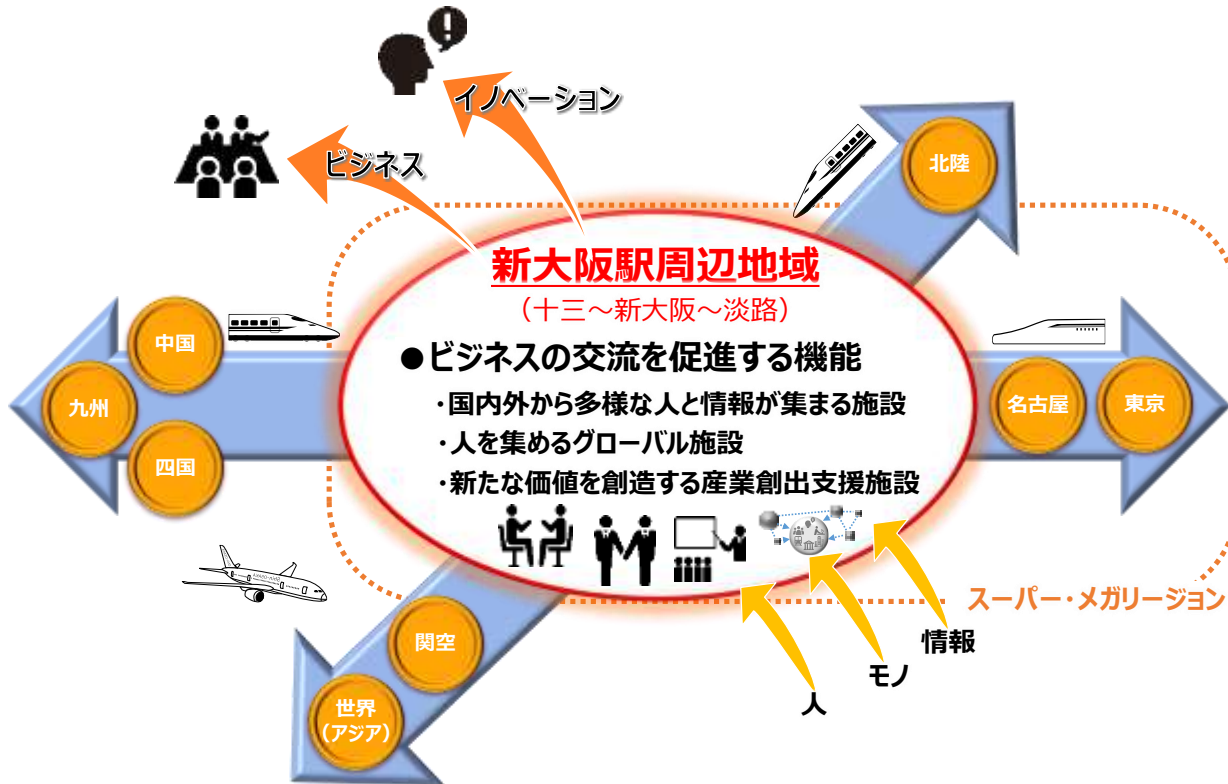 イノベーション
ビジネス
北陸
新大阪駅周辺地域
（十三～新大阪～淡路）
●ビジネスの交流を促進する機能
・国内外から多様な人と情報が集まる施設
・人を集めるグローバル施設
・新たな価値を創造する産業創出支援施設
中国
九州
四国
名古屋
東京
スーパー・メガリージョン
関空
世界
（アジア）
情報
モノ
人